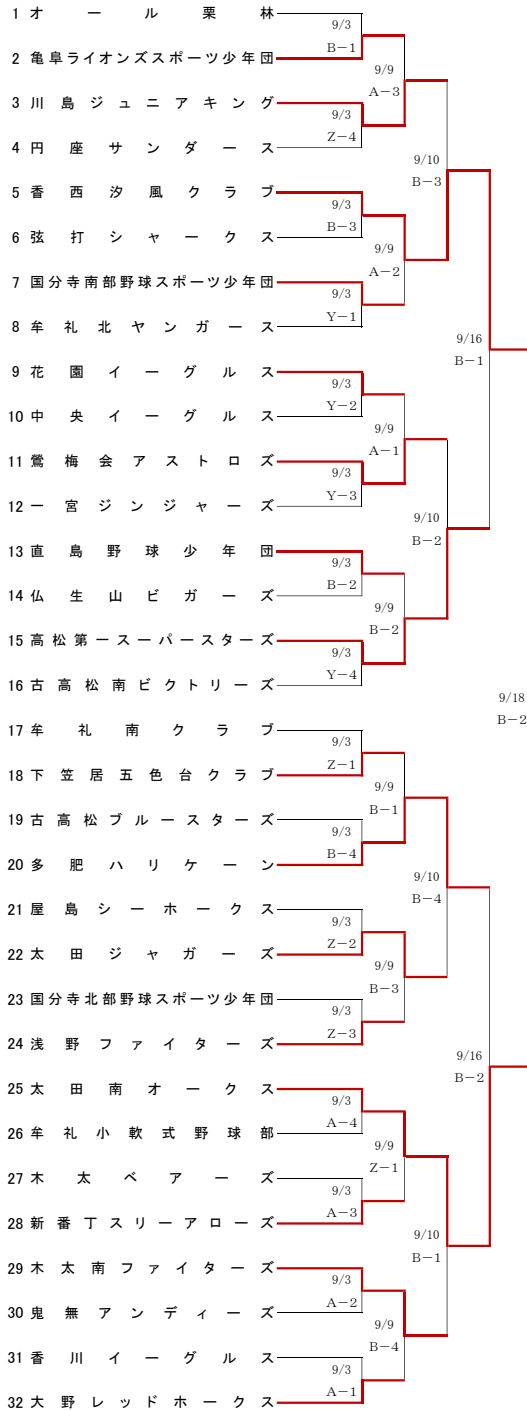 1 オール栗林
2 亀阜ライオンズスポーツ少年団
3 川島ジュニアキング
4 円座サンダース
5 香西汐風クラブ
6 弦打シャークス
7 国分寺南部野球スポーツ少年団
8 牟礼北ヤンガース
9 花園イーグルス
10 中央イーグルス
11 鶯梅会アストロズ
12 一宮ジンジャーズ
13 直島野球少年団
14 仏生山ビガーズ
15 高松第一スーパースターズ
16 古高松南ビクトリーズ
17 牟礼南クラブ
18 下笠居五色台クラブ
19 古高松ブルースターズ
20 多肥ハリケーン
21 屋島シーホークス
22 太田ジャガーズ
23 国分寺北部野球スポーツ少年団
24 浅野ファイターズ
25 太田南オークス
26 牟礼小軟式野球部
27 木太ベアーズ
28 新番丁スリーアローズ
29 木太南ファイターズ
30 鬼無アンディーズ
31 香川イーグルス
32 大野レッドホークス
9/3
B-1
9/3
Z-4
9/3
B-3
9/3
Y-1
9/3
Y-2
9/3
Y-3
9/3
B-2
9/3
Y-4
9/3
Z-1
9/3
B-4
9/3
Z-2
9/3
Z-3
9/3
A-4
9/3
A-3
9/3
A-2
9/3
A-1
9/9
A-3
9/9
A-2
9/9
A-1
9/9
B-2
9/9
B-1
9/9
B-3
9/9
Z-1
9/9
B-4
9/10
B-3
9/10
B-2
9/10
B-4
9/10
B-1
9/16
B-1
9/16
B-2
9/18
B-2